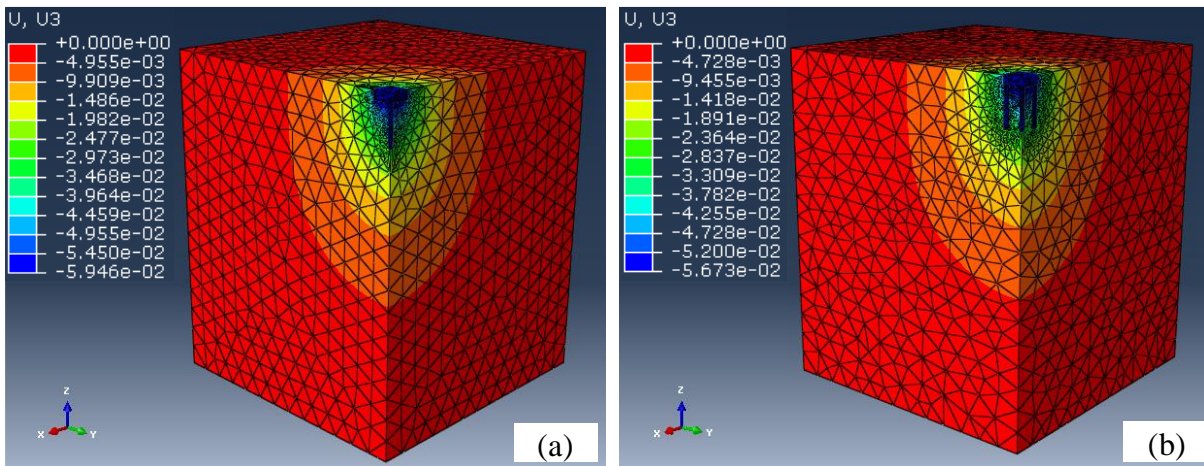 U, U3
+0.000e+00
-4.955e-03
-9.909e-03
-1.486e-02
-1.982e-02
-2.477e-02
-2.973e-02
-3.468e-02
-3.964e-02
-4.459e-02
-4.955e-02
-5.450e-02
-5.946e-02
Z
X
Y
(a)
U, U3
+0.000e+00
-4.728e-03
-9.455e-03
-1.418e-02
-1.891e-02
-2.364e-02
-2.837e-02
-3.309e-02
-3.782e-02
-4.255e-02
-4.728e-02
-5.200e-02
-5.673e-02
Z
X
Y
(b)